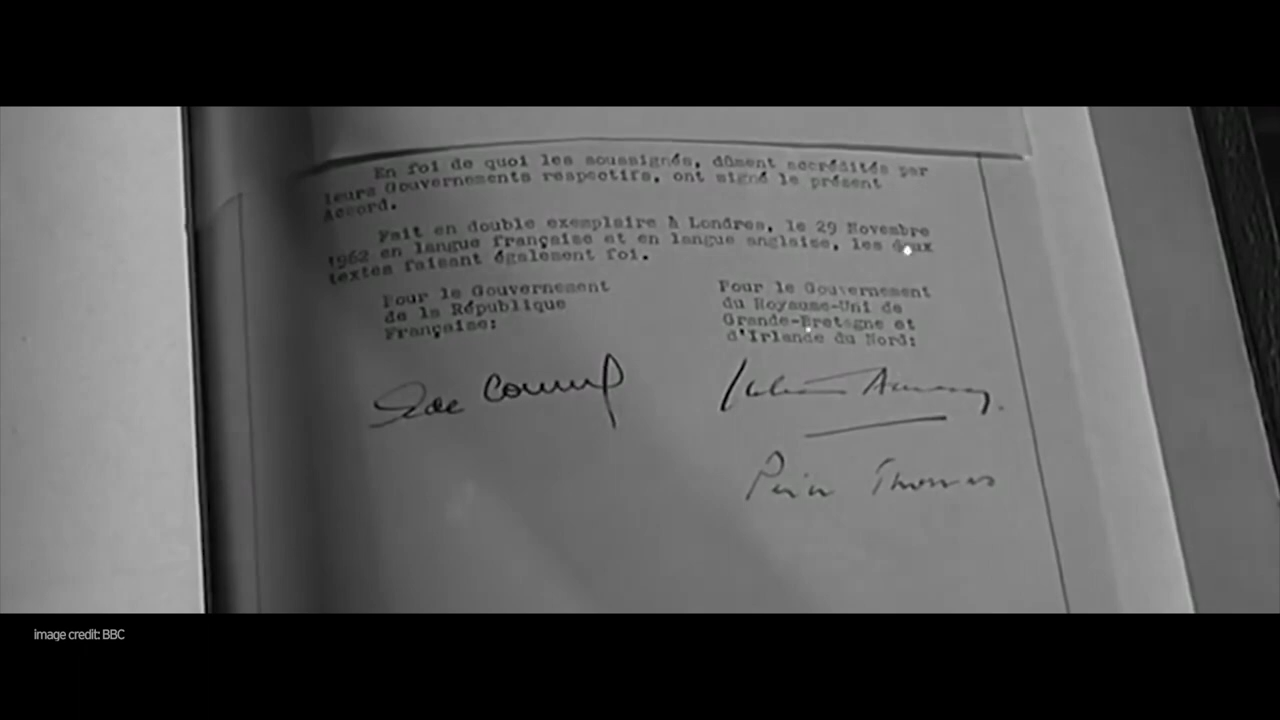 En foi de quoi les soussignés, dûment accrédités par
leurs Gouvernements respectifs, ont signé le présent
Accord.
Fait en double exemplaire à Londres, le 29 Novembre
1962 en langue française et en langue anglaise, les deux
textes faisant également foi.
Pour le Gouvernement
de la République
Française:
Pour le Gouvernement
du Royaume-Uni de
Grande-Bretagne et
d'Irlande du Nord:
Thomas
image credit: BBC